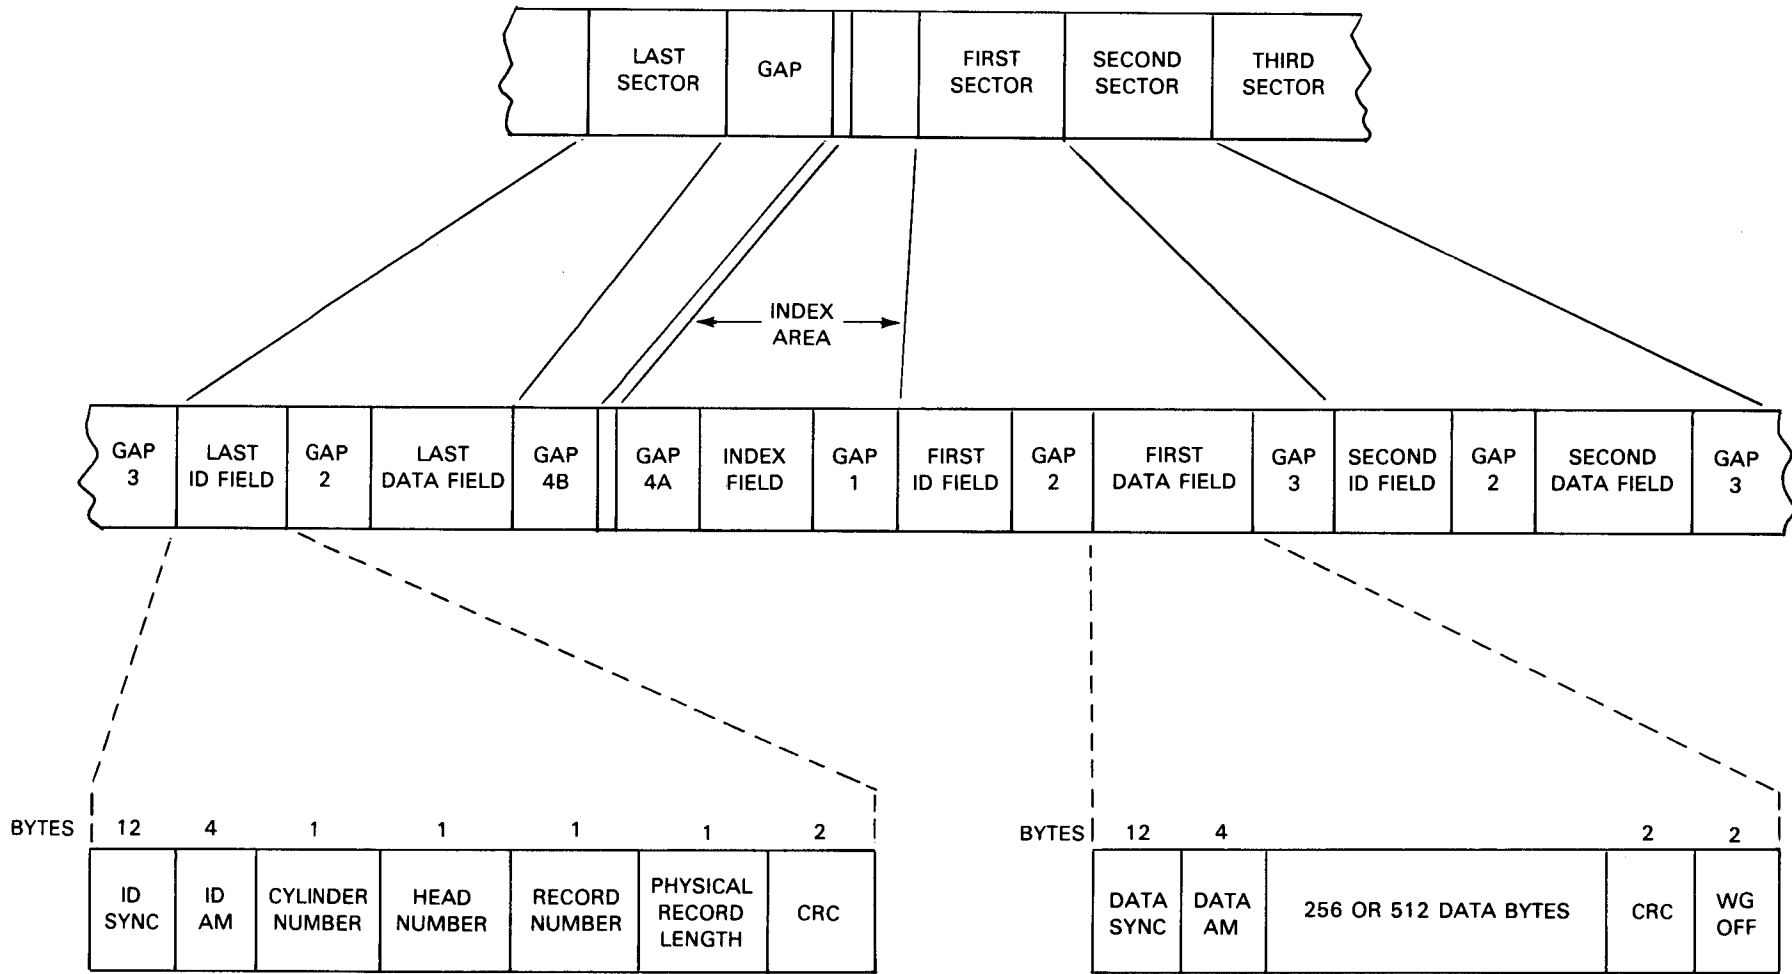 LAST
SECTOR
GAP
FIRST
SECTOR
SECOND
SECTOR
THIRD
SECTOR
INDEX
AREA
GAP
3
LAST
ID FIELD
GAP
2
LAST
DATA FIELD
GAP
4B
GAP
4A
INDEX
FIELD
GAP
1
FIRST
ID FIELD
GAP
2
FIRST
DATA FIELD
GAP
3
SECOND
ID FIELD
GAP
2
SECOND
DATA FIELD
GAP
3
BYTES 12 4 1 1 1 1 2
ID
SYNC
ID
AM
CYLINDER
NUMBER
HEAD
NUMBER
RECORD
NUMBER
PHYSICAL
RECORD
LENGTH
CRC
BYTES 12 4 2 2
DATA
SYNC
DATA
AM
256 OR 512 DATA BYTES
CRC
WG
OFF